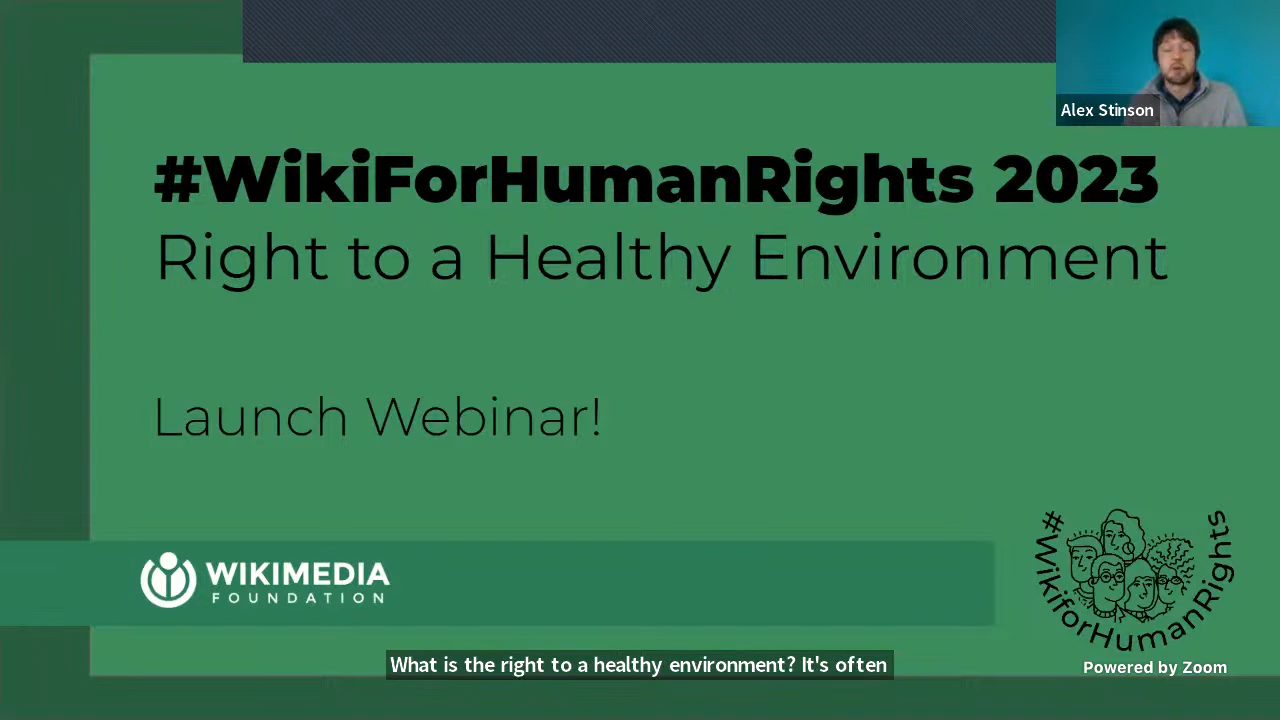 Alex Stinson
#WikiForHumanRights 2023
Right to a Healthy Environment
Launch Webinar!
WIKIMEDIA
FOUNDATION
#WikiforHumanRights
What is the right to a healthy environment? It's often
Powered by Zoom